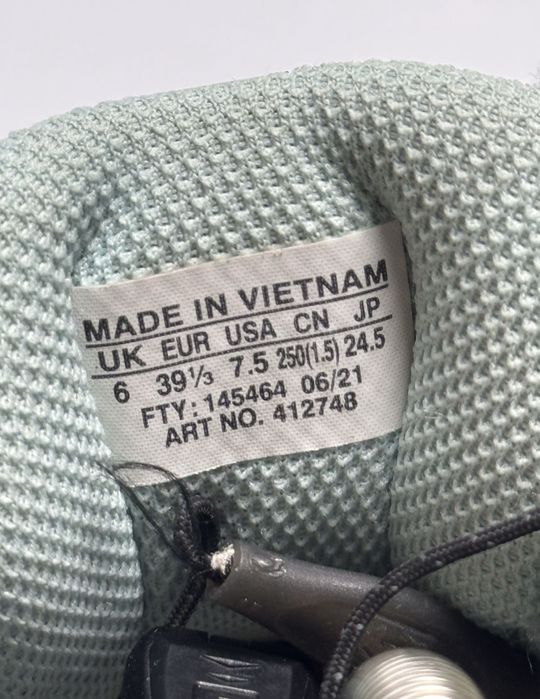 MADE IN VIETNAM
UK EUR USA CN JP
6 39⅓ 7.5 250(1.5) 24.5
FTY: 145464 06/21
ART NO. 412748